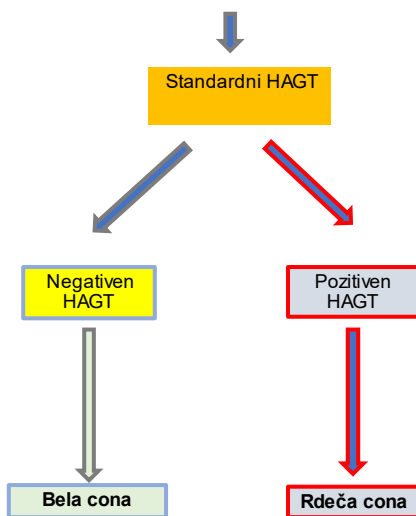 Standardni HAGT
Negativen
HAGT
Pozitiven
HAGT
Bela cona
Rdeča cona